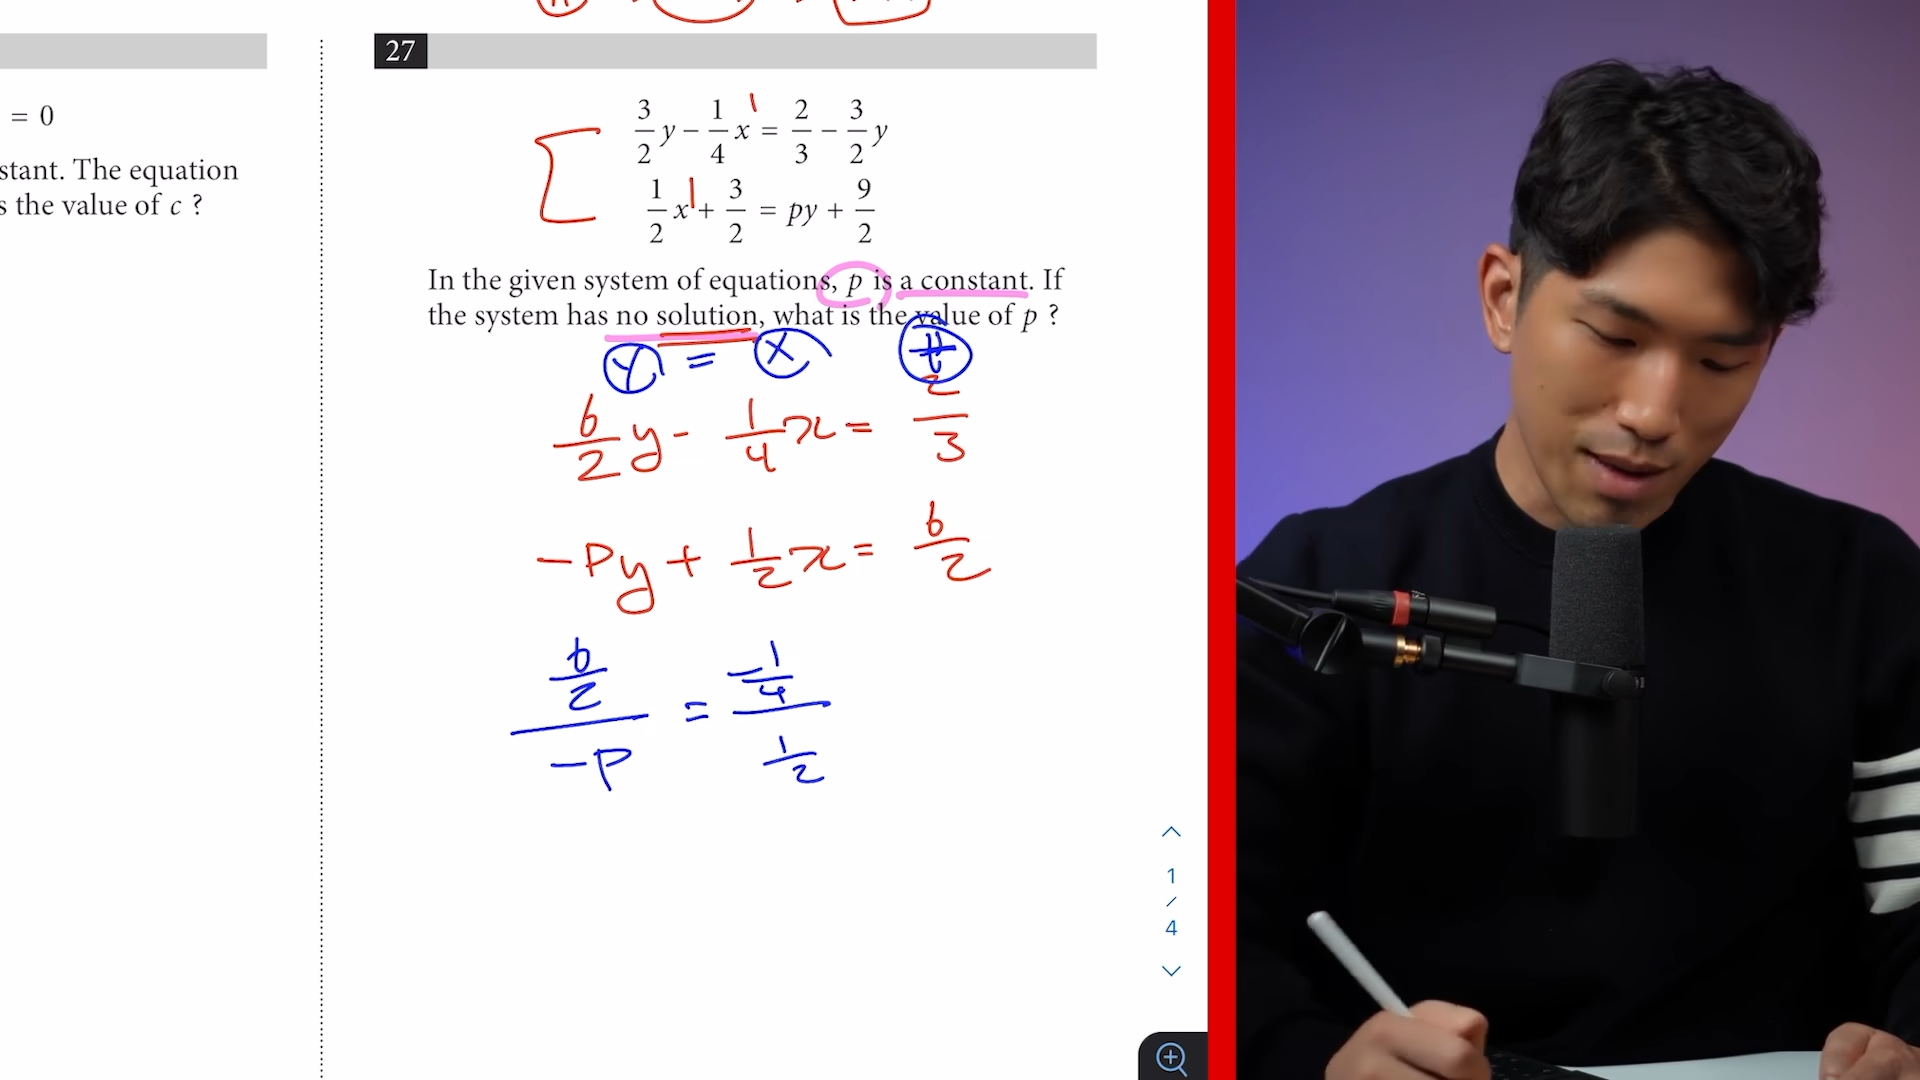 27
= 0
stant. The equation
s the value of c ?
3/2 y − 1/4 x = 2/3 − 3/2 y
1/2 x + 3/2 = py + 9/2
In the given system of equations, p is a constant. If
the system has no solution, what is the value of p ?
y = x #
6/2 y - 1/4 x = 2/3
-py + 1/2 x = 6/2
6/2 / -p = -1/4 / 1/2
1
/
4